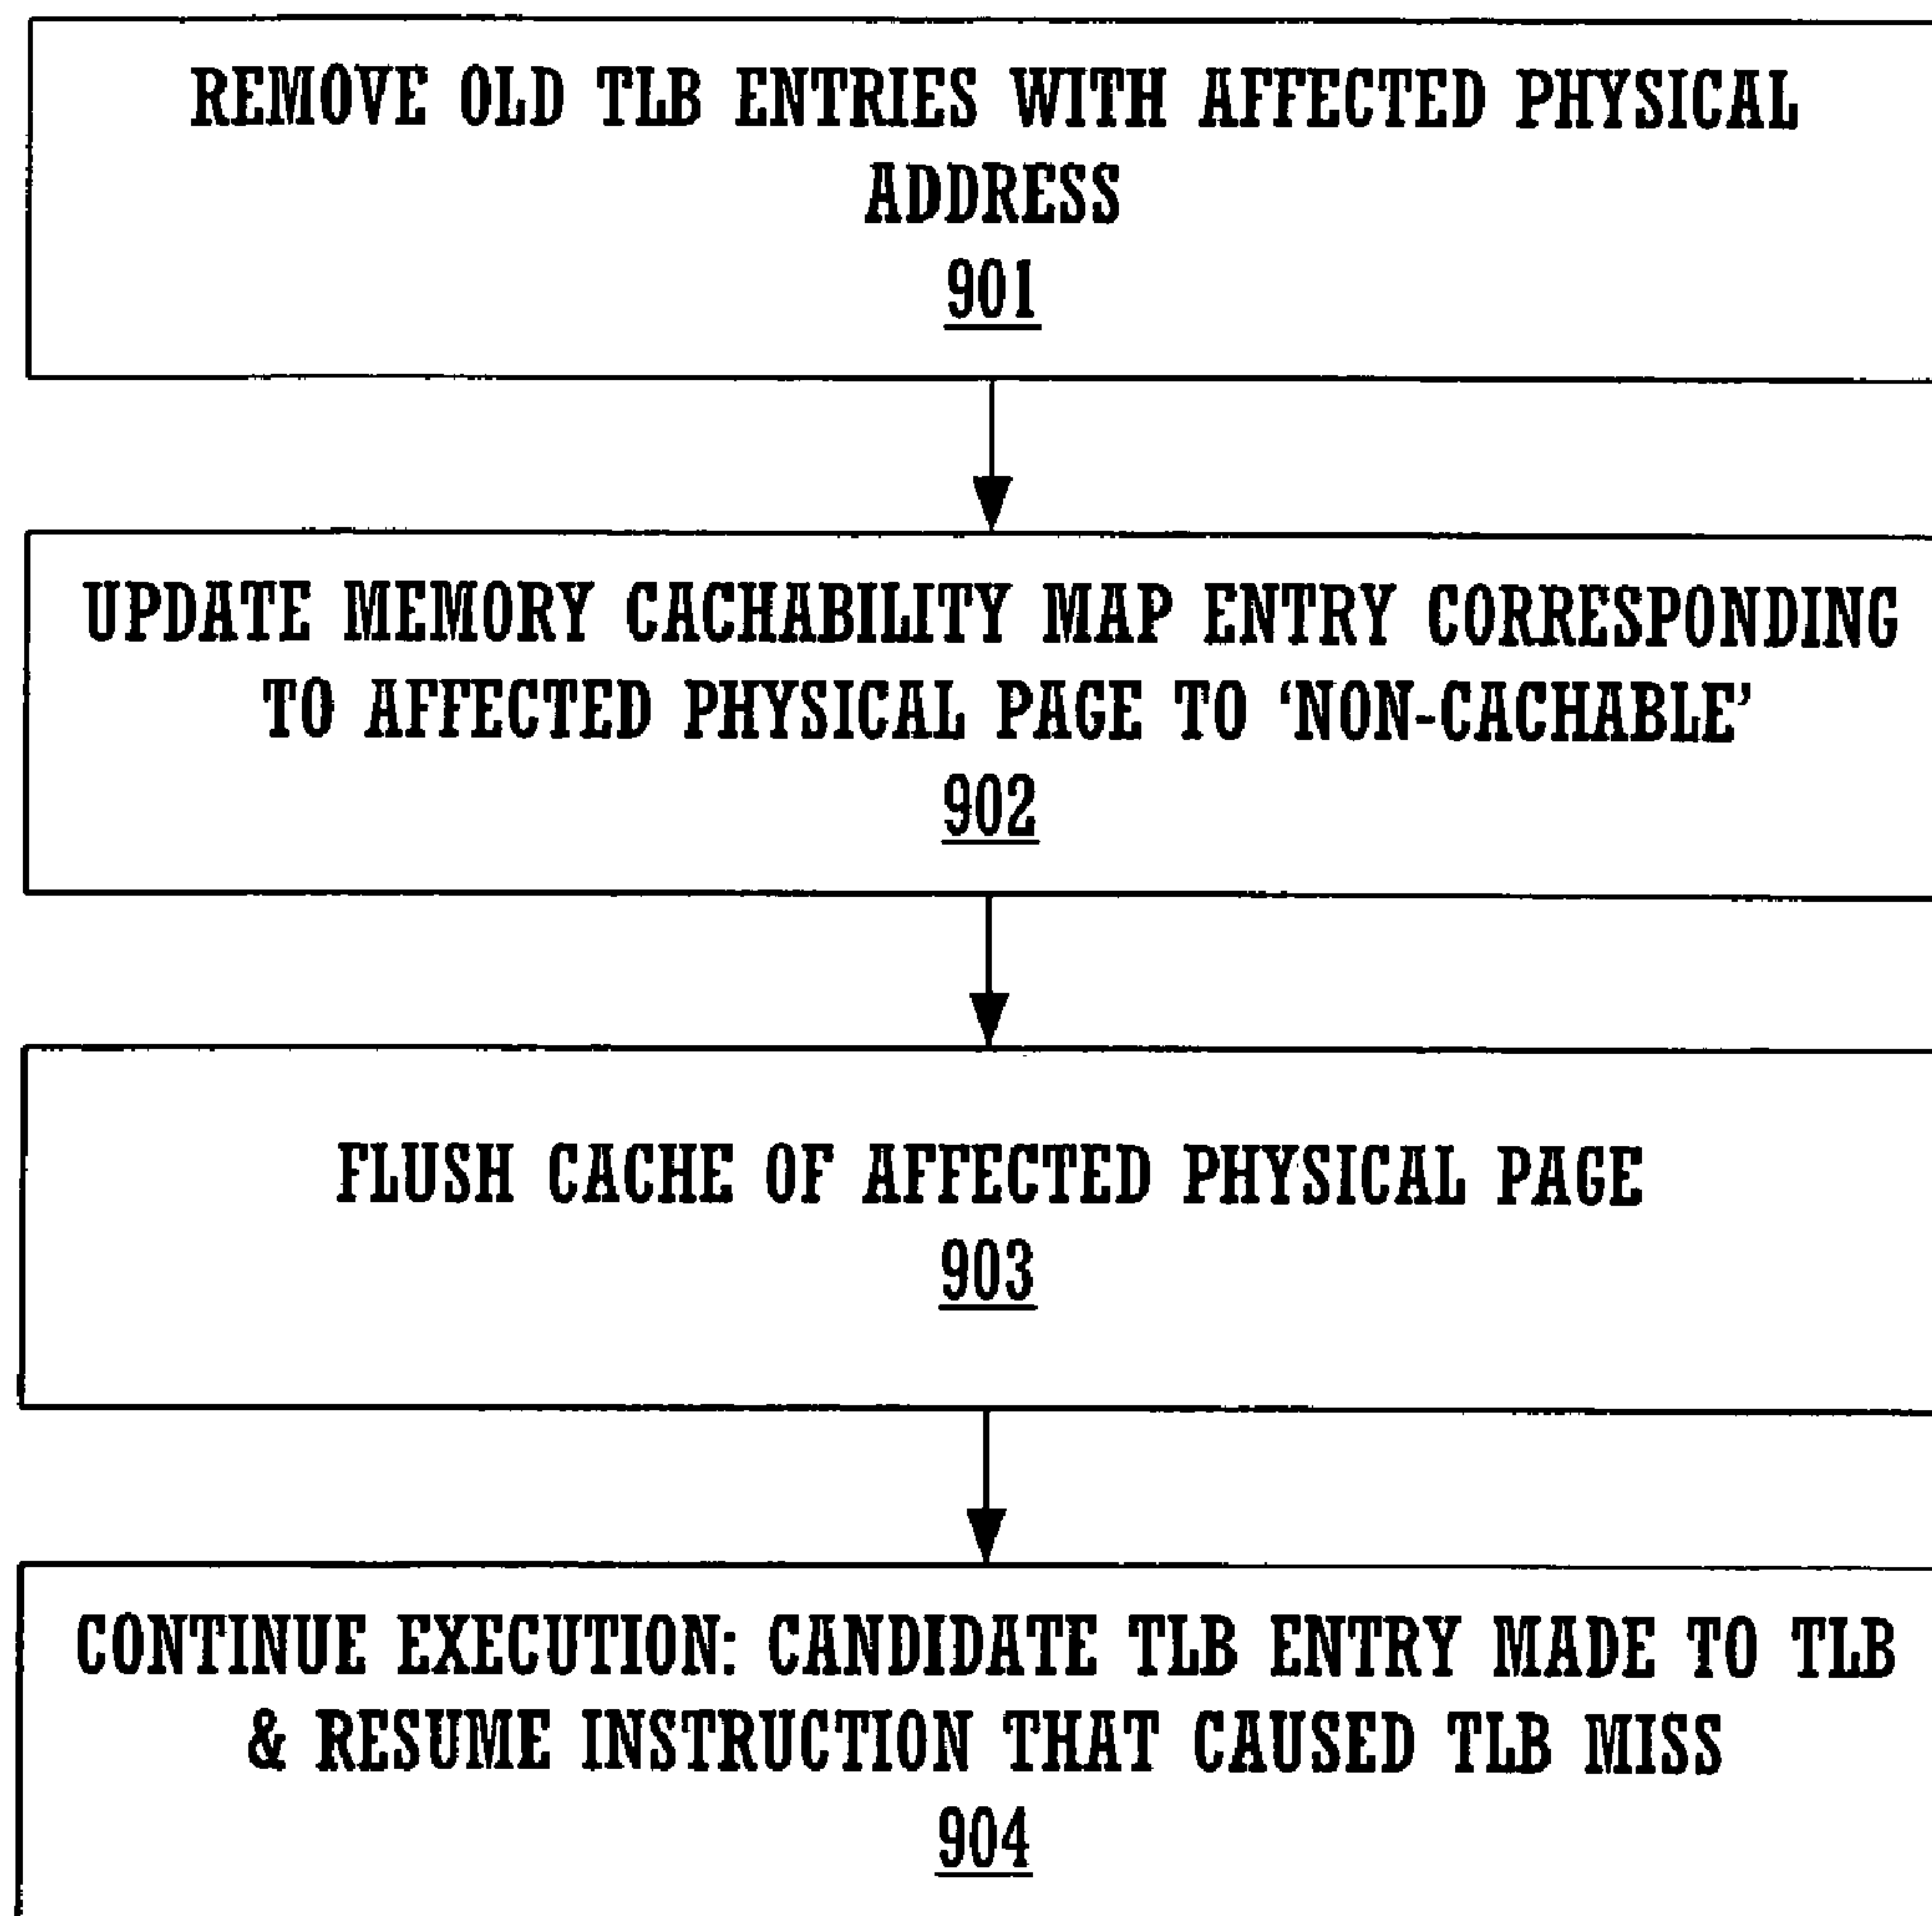 REMOVE OLD TLB ENTRIES WITH AFFECTED PHYSICAL
ADDRESS
901
UPDATE MEMORY CACHABILITY MAP ENTRY CORRESPONDING
TO AFFECTED PHYSICAL PAGE TO ‘NON-CACHABLE’
902
FLUSH CACHE OF AFFECTED PHYSICAL PAGE
903
CONTINUE EXECUTION: CANDIDATE TLB ENTRY MADE TO TLB
& RESUME INSTRUCTION THAT CAUSED TLB MISS
904